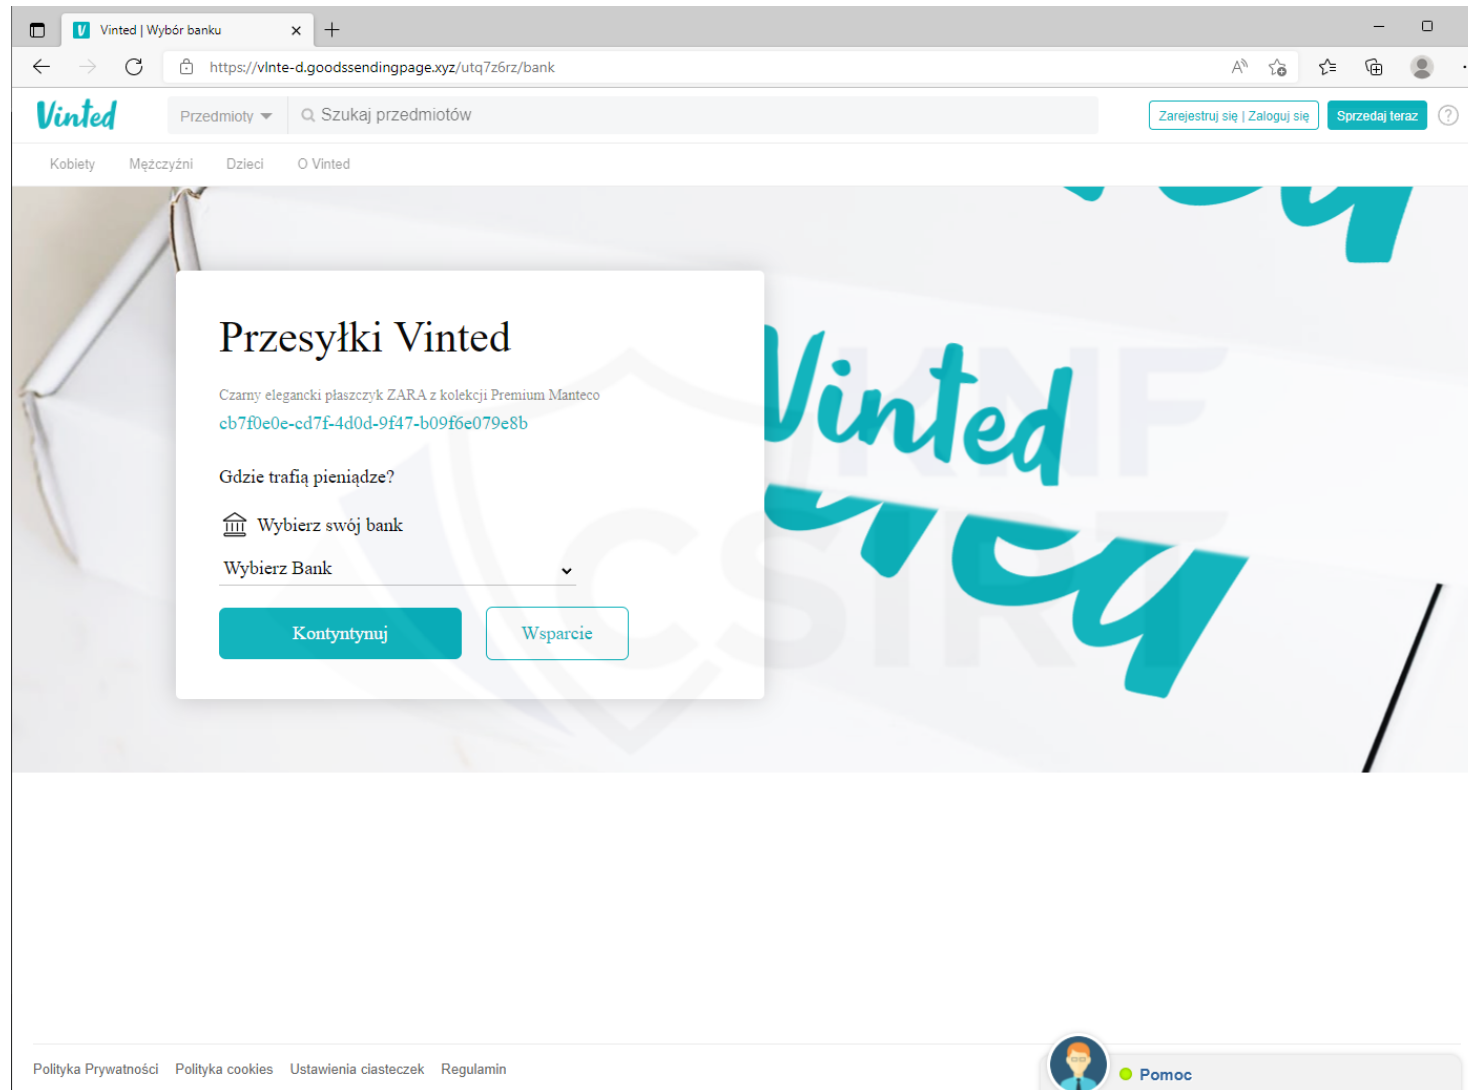 Vinted | Wybór banku
https://vlnte-d.goodssendingpage.xyz/utq7z6rz/bank
Vinted
Przedmioty
Szukaj przedmiotów
Zarejestruj się | Zaloguj się
Sprzedaj teraz
?
Kobiety Mężczyźni Dzieci O Vinted
Przesyłki Vinted
Czarny elegancki płaszczyk ZARA z kolekcji Premium Manteco
cb7f0e0e-cd7f-4d0d-9f47-b09f6e079e8b
Gdzie trafią pieniądze?
Wybierz swój bank
Wybierz Bank
Kontyntynuj
Wsparcie
Vinted
KNF
CSIRT
Polityka Prywatności Polityka cookies Ustawienia ciasteczek Regulamin
Pomoc